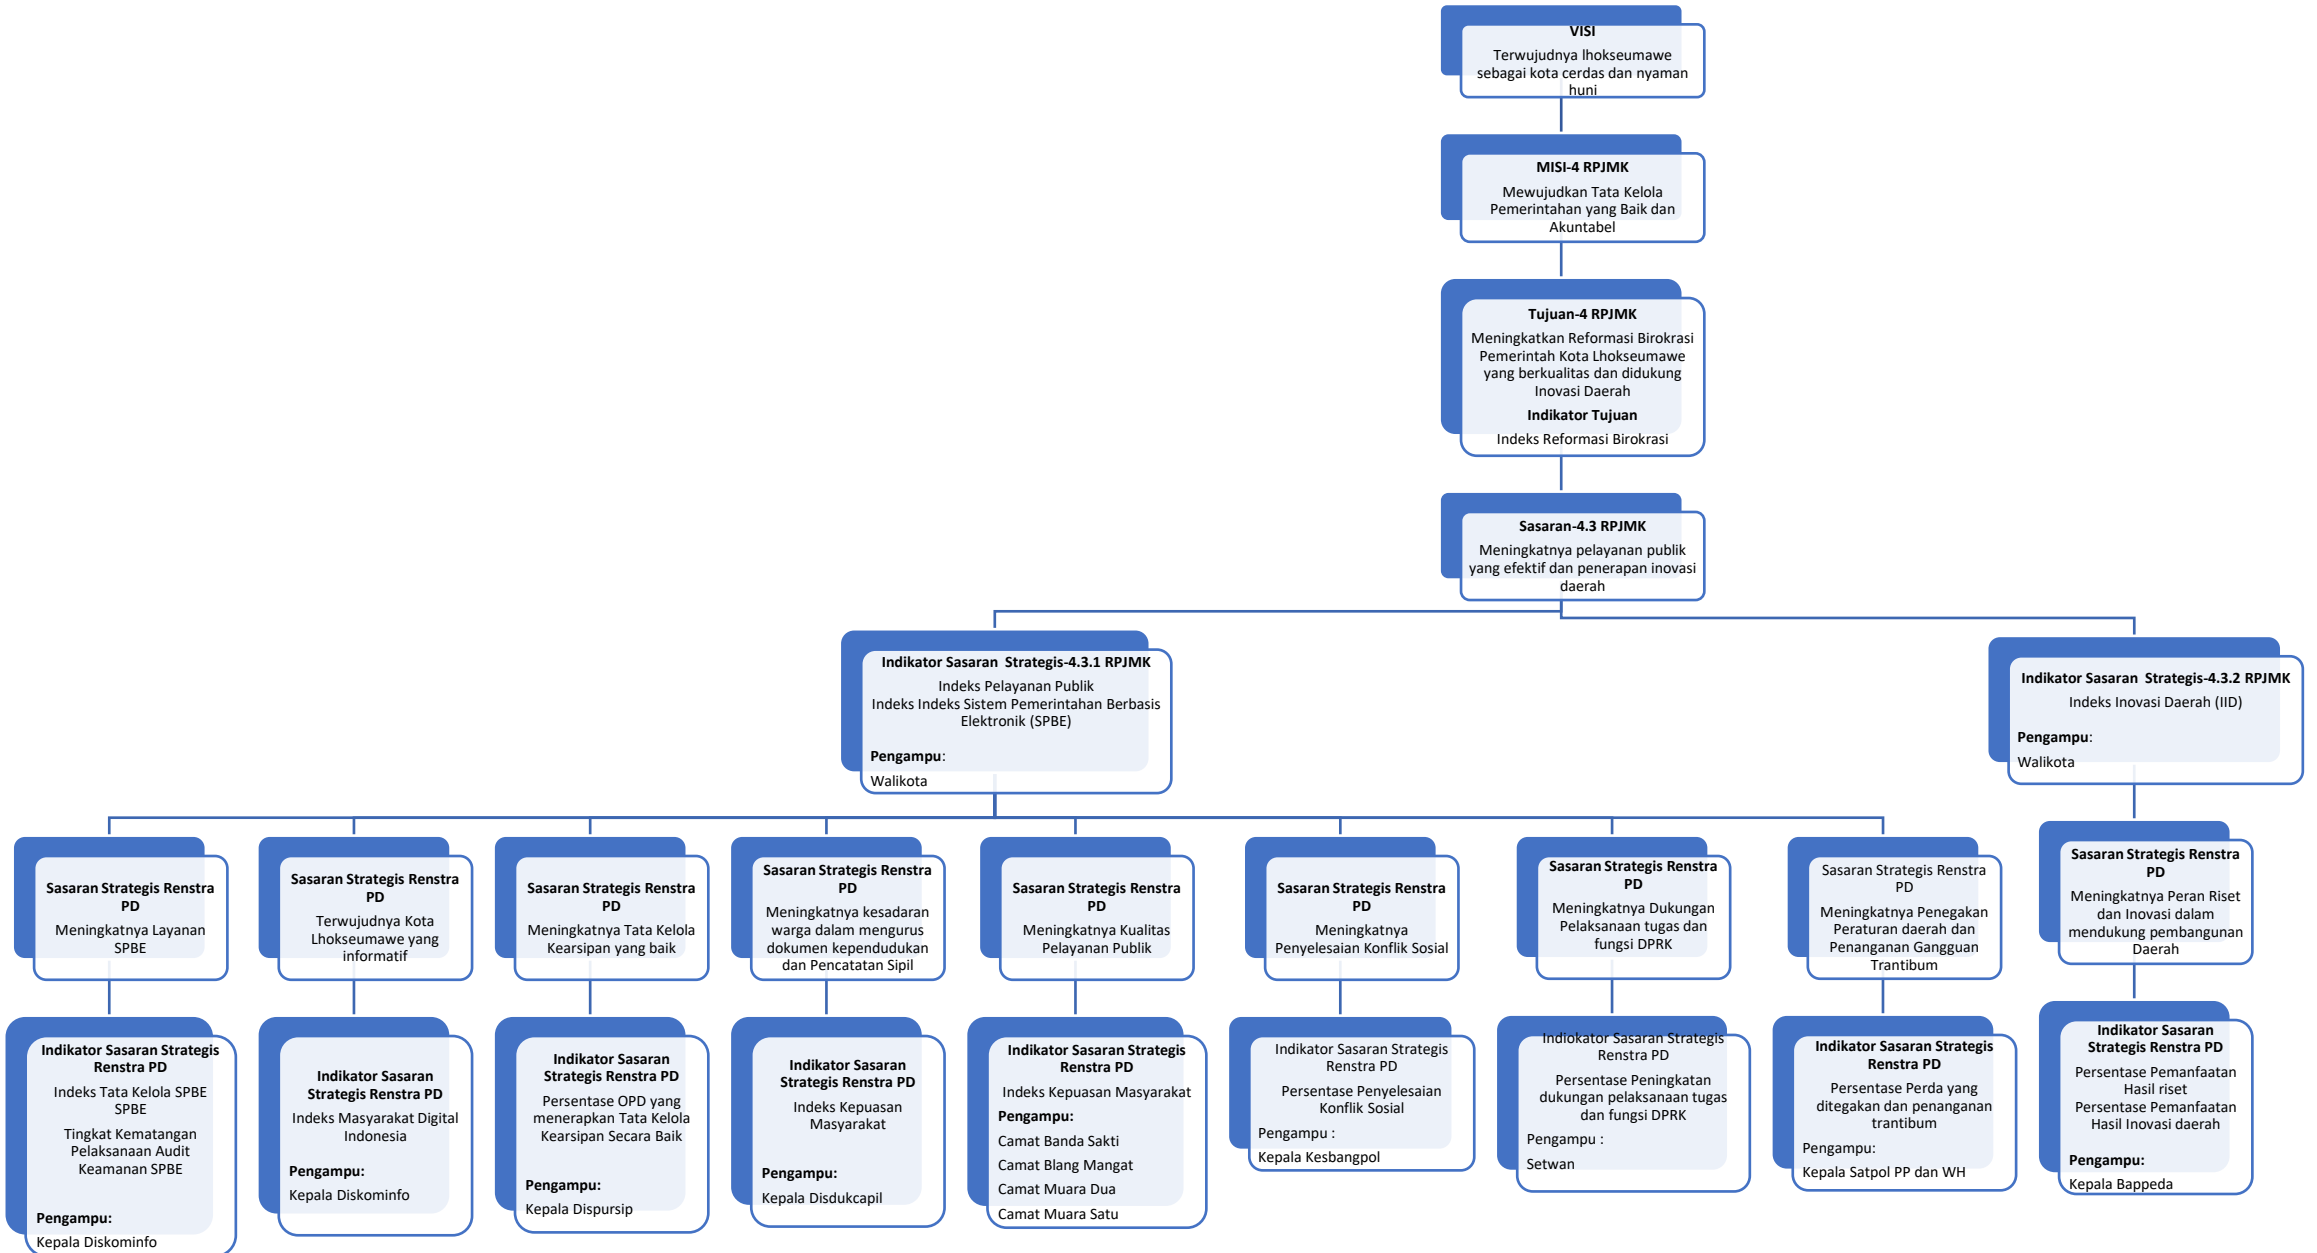 VISI
Terwujudnya lhokseumawe
sebagai kota cerdas dan nyaman
huni
MISI-4 RPJMK
Mewujudkan Tata Kelola
Pemerintahan yang Baik dan
Akuntabel
Tujuan-4 RPJMK
Meningkatkan Reformasi Birokrasi
Pemerintah Kota Lhokseumawe
yang berkualitas dan didukung
Inovasi Daerah
Indikator Tujuan
Indeks Reformasi Birokrasi
Sasaran-4.3 RPJMK
Meningkatnya pelayanan publik
yang efektif dan penerapan inovasi
daerah
Indikator Sasaran  Strategis-4.3.1 RPJMK
Indeks Pelayanan Publik
Indeks Indeks Sistem Pemerintahan Berbasis
Elektronik (SPBE)
Pengampu:
Walikota
Indikator Sasaran  Strategis-4.3.2 RPJMK
Indeks Inovasi Daerah (IID)
Pengampu:
Walikota
Sasaran Strategis Renstra
PD
Meningkatnya Layanan
SPBE
Sasaran Strategis Renstra
PD
Terwujudnya Kota
Lhokseumawe yang
informatif
Sasaran Strategis Renstra
PD
Meningkatnya Tata Kelola
Kearsipan yang baik
Sasaran Strategis Renstra
PD
Meningkatnya kesadaran
warga dalam mengurus
dokumen kependudukan
dan Pencatatan Sipil
Sasaran Strategis Renstra
PD
Meningkatnya Kualitas
Pelayanan Publik
Sasaran Strategis Renstra
PD
Meningkatnya
Penyelesaian Konflik Sosial
Sasaran Strategis Renstra
PD
Meningkatnya Dukungan
Pelaksanaan tugas dan
fungsi DPRK
Sasaran Strategis Renstra
PD
Meningkatnya Penegakan
Peraturan daerah dan
Penanganan Gangguan
Trantibum
Sasaran Strategis Renstra
PD
Meningkatnya Peran Riset
dan Inovasi dalam
mendukung pembangunan
Daerah
Indikator Sasaran Strategis
Renstra PD
Indeks Tata Kelola SPBE
SPBE
Tingkat Kematangan
Pelaksanaan Audit
Keamanan SPBE
Pengampu:
Kepala Diskominfo
Indikator Sasaran
Strategis Renstra PD
Indeks Masyarakat Digital
Indonesia
Pengampu:
Kepala Diskominfo
Indikator Sasaran
Strategis Renstra PD
Persentase OPD yang
menerapkan Tata Kelola
Kearsipan Secara Baik
Pengampu:
Kepala Dispursip
Indikator Sasaran
Strategis Renstra PD
Indeks Kepuasan
Masyarakat
Pengampu:
Kepala Disdukcapil
Indikator Sasaran Strategis
Renstra PD
Indeks Kepuasan Masyarakat
Pengampu:
Camat Banda Sakti
Camat Blang Mangat
Camat Muara Dua
Camat Muara Satu
Indikator Sasaran Strategis
Renstra PD
Persentase Penyelesaian
Konflik Sosial
Pengampu :
Kepala Kesbangpol
Indiokator Sasaran Strategis
Renstra PD
Persentase Peningkatan
dukungan pelaksanaan tugas
dan fungsi DPRK
Pengampu :
Setwan
Indikator Sasaran Strategis
Renstra PD
Persentase Perda yang
ditegakan dan penanganan
trantibum
Pengampu:
Kepala Satpol PP dan WH
Indikator Sasaran
Strategis Renstra PD
Persentase Pemanfaatan
Hasil riset
Persentase Pemanfaatan
Hasil Inovasi daerah
Pengampu:
Kepala Bappeda